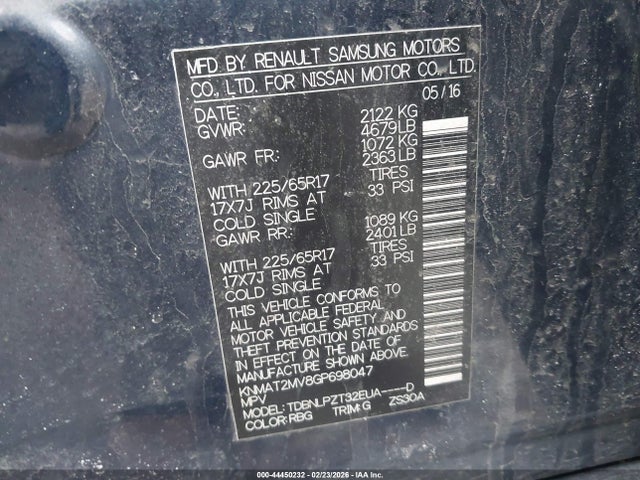 MFD. BY RENAULT SAMSUNG MOTORS
CO., LTD. FOR NISSAN MOTOR CO., LTD.
05/16
DATE:
GVWR: 2122 KG
4679LB
GAWR FR: 1072 KG
2363 LB
WITH 225/65R17 TIRES
17X7J RIMS AT 33 PSI
COLD SINGLE
GAWR RR: 1089 KG
2401 LB
WITH 225/65R17 TIRES
17X7J RIMS AT 33 PSI
COLD SINGLE
THIS VEHICLE CONFORMS TO
ALL APPLICABLE FEDERAL
MOTOR VEHICLE SAFETY AND
THEFT PREVENTION STANDARDS
IN EFFECT ON THE DATE OF
MANUFACTURE SHOWN ABOVE.
KNMAT2MV8GP698047
MPV
MODEL: TDBNLPZT32EUA-----D
COLOR: RBG TRIM: G ZS30A
000-44450232 - 02/23/2026 - COPYRIGHT IAA, LLC